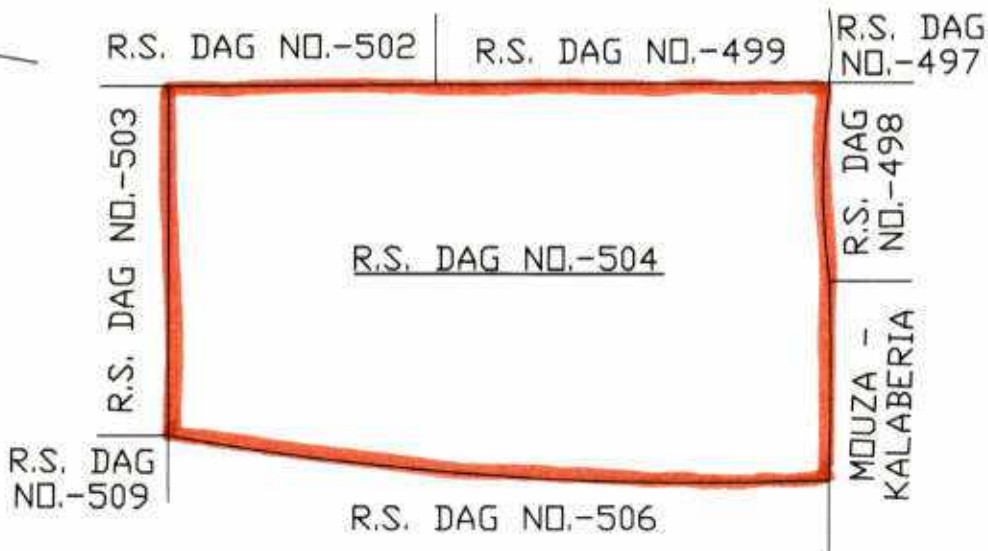 R.S. DAG NO.-502
R.S. DAG NO.-499
R.S. DAG
NO.-497
R.S. DAG NO.-503
R.S. DAG
NO.-498
R.S. DAG NO.-504
MOUZA -
KALABERIA
R.S. DAG
NO.-509
R.S. DAG NO.-506